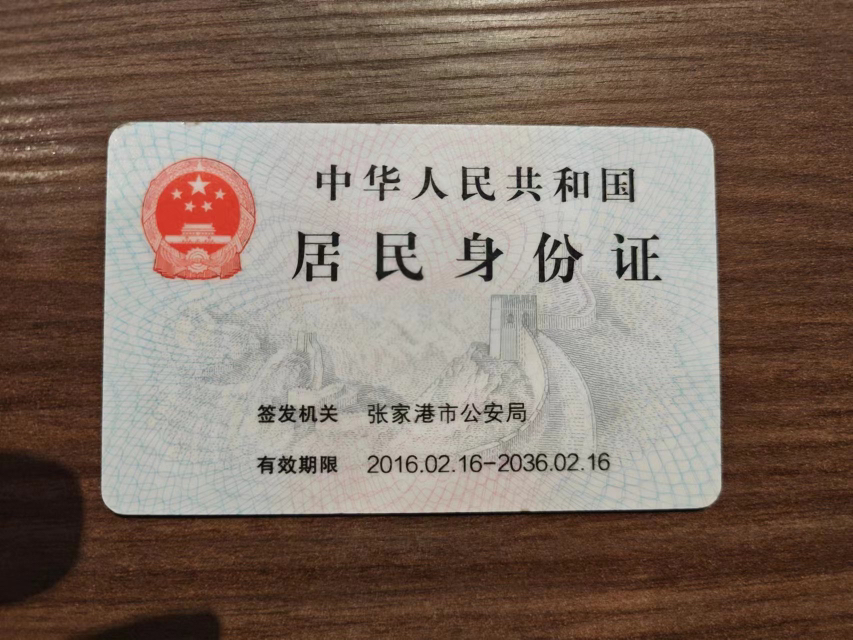 中华人民共和国
居民身份证
签发机关 张家港市公安局
有效期限 2016.02.16-2036.02.16